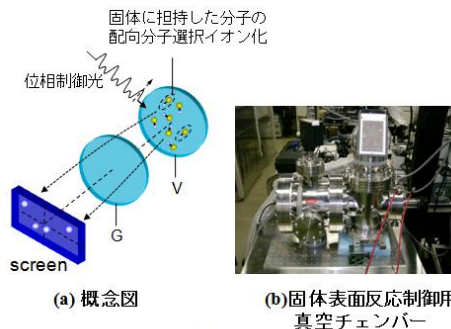 固体に担持した分子の
配向分子選択イオン化
位相制御光
V
G
screen
(a) 概念図
(b)固体表面反応制御用
真空チェンバー